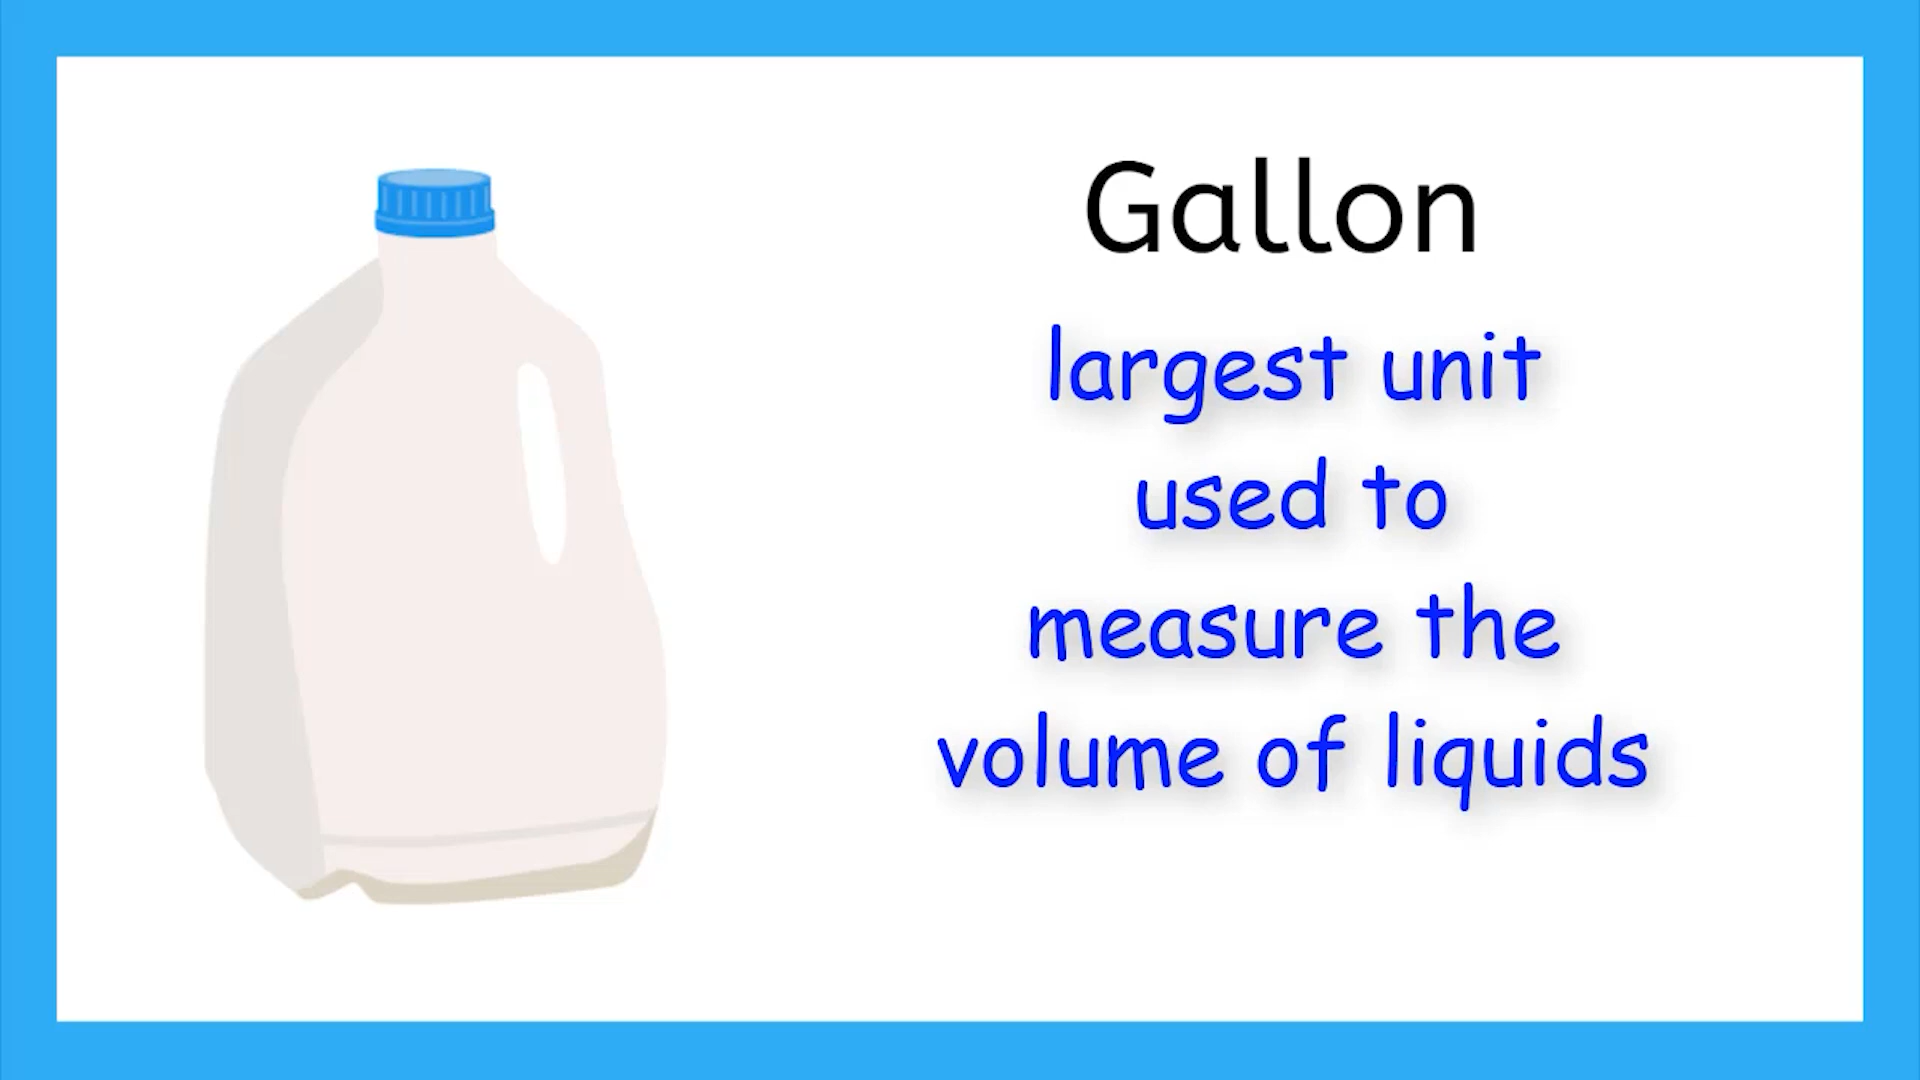 Gallon
largest unit
used to
measure the
volume of liquids